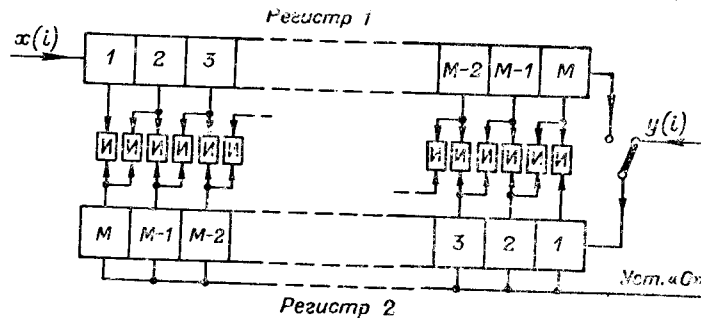 Регистр 1
x(i)
1 2 3 M-2 M-1 M
И И И И И И И И И И И И
y(i)
M M-1 M-2 3 2 1
Уст. «0»
Регистр 2